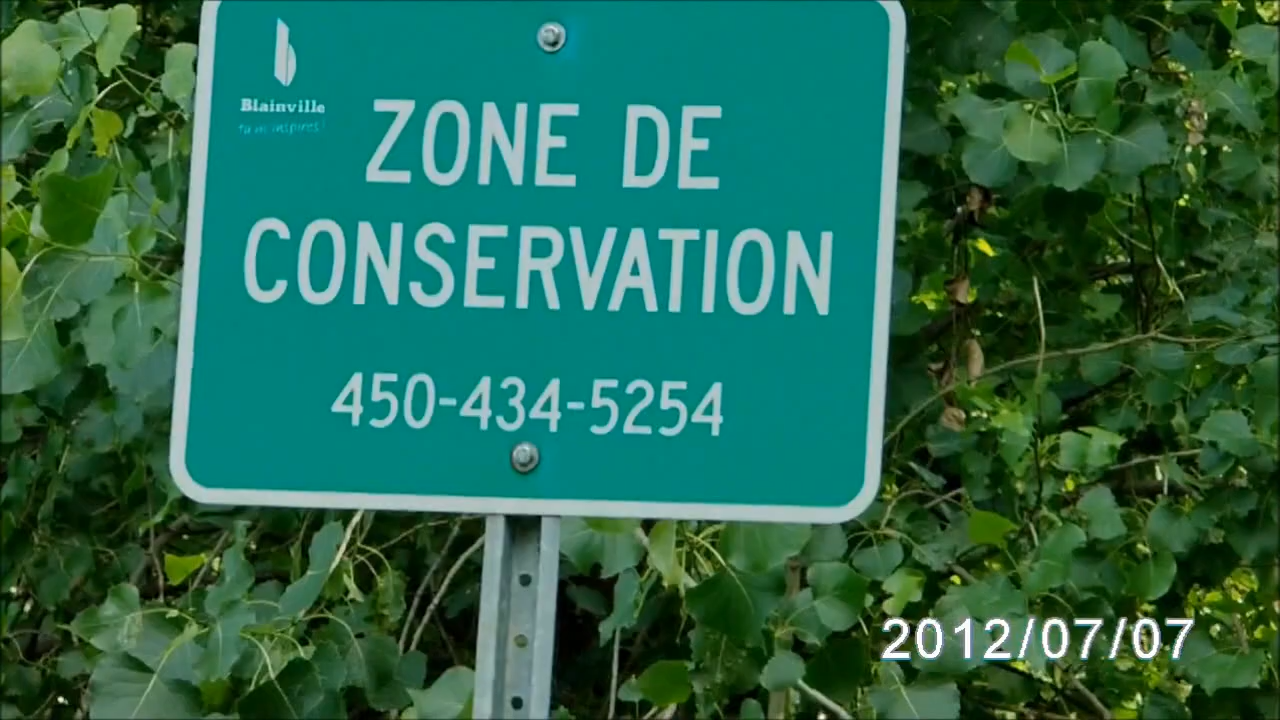 Blainville
ZONE DE
CONSERVATION
450-434-5254
2012/07/07